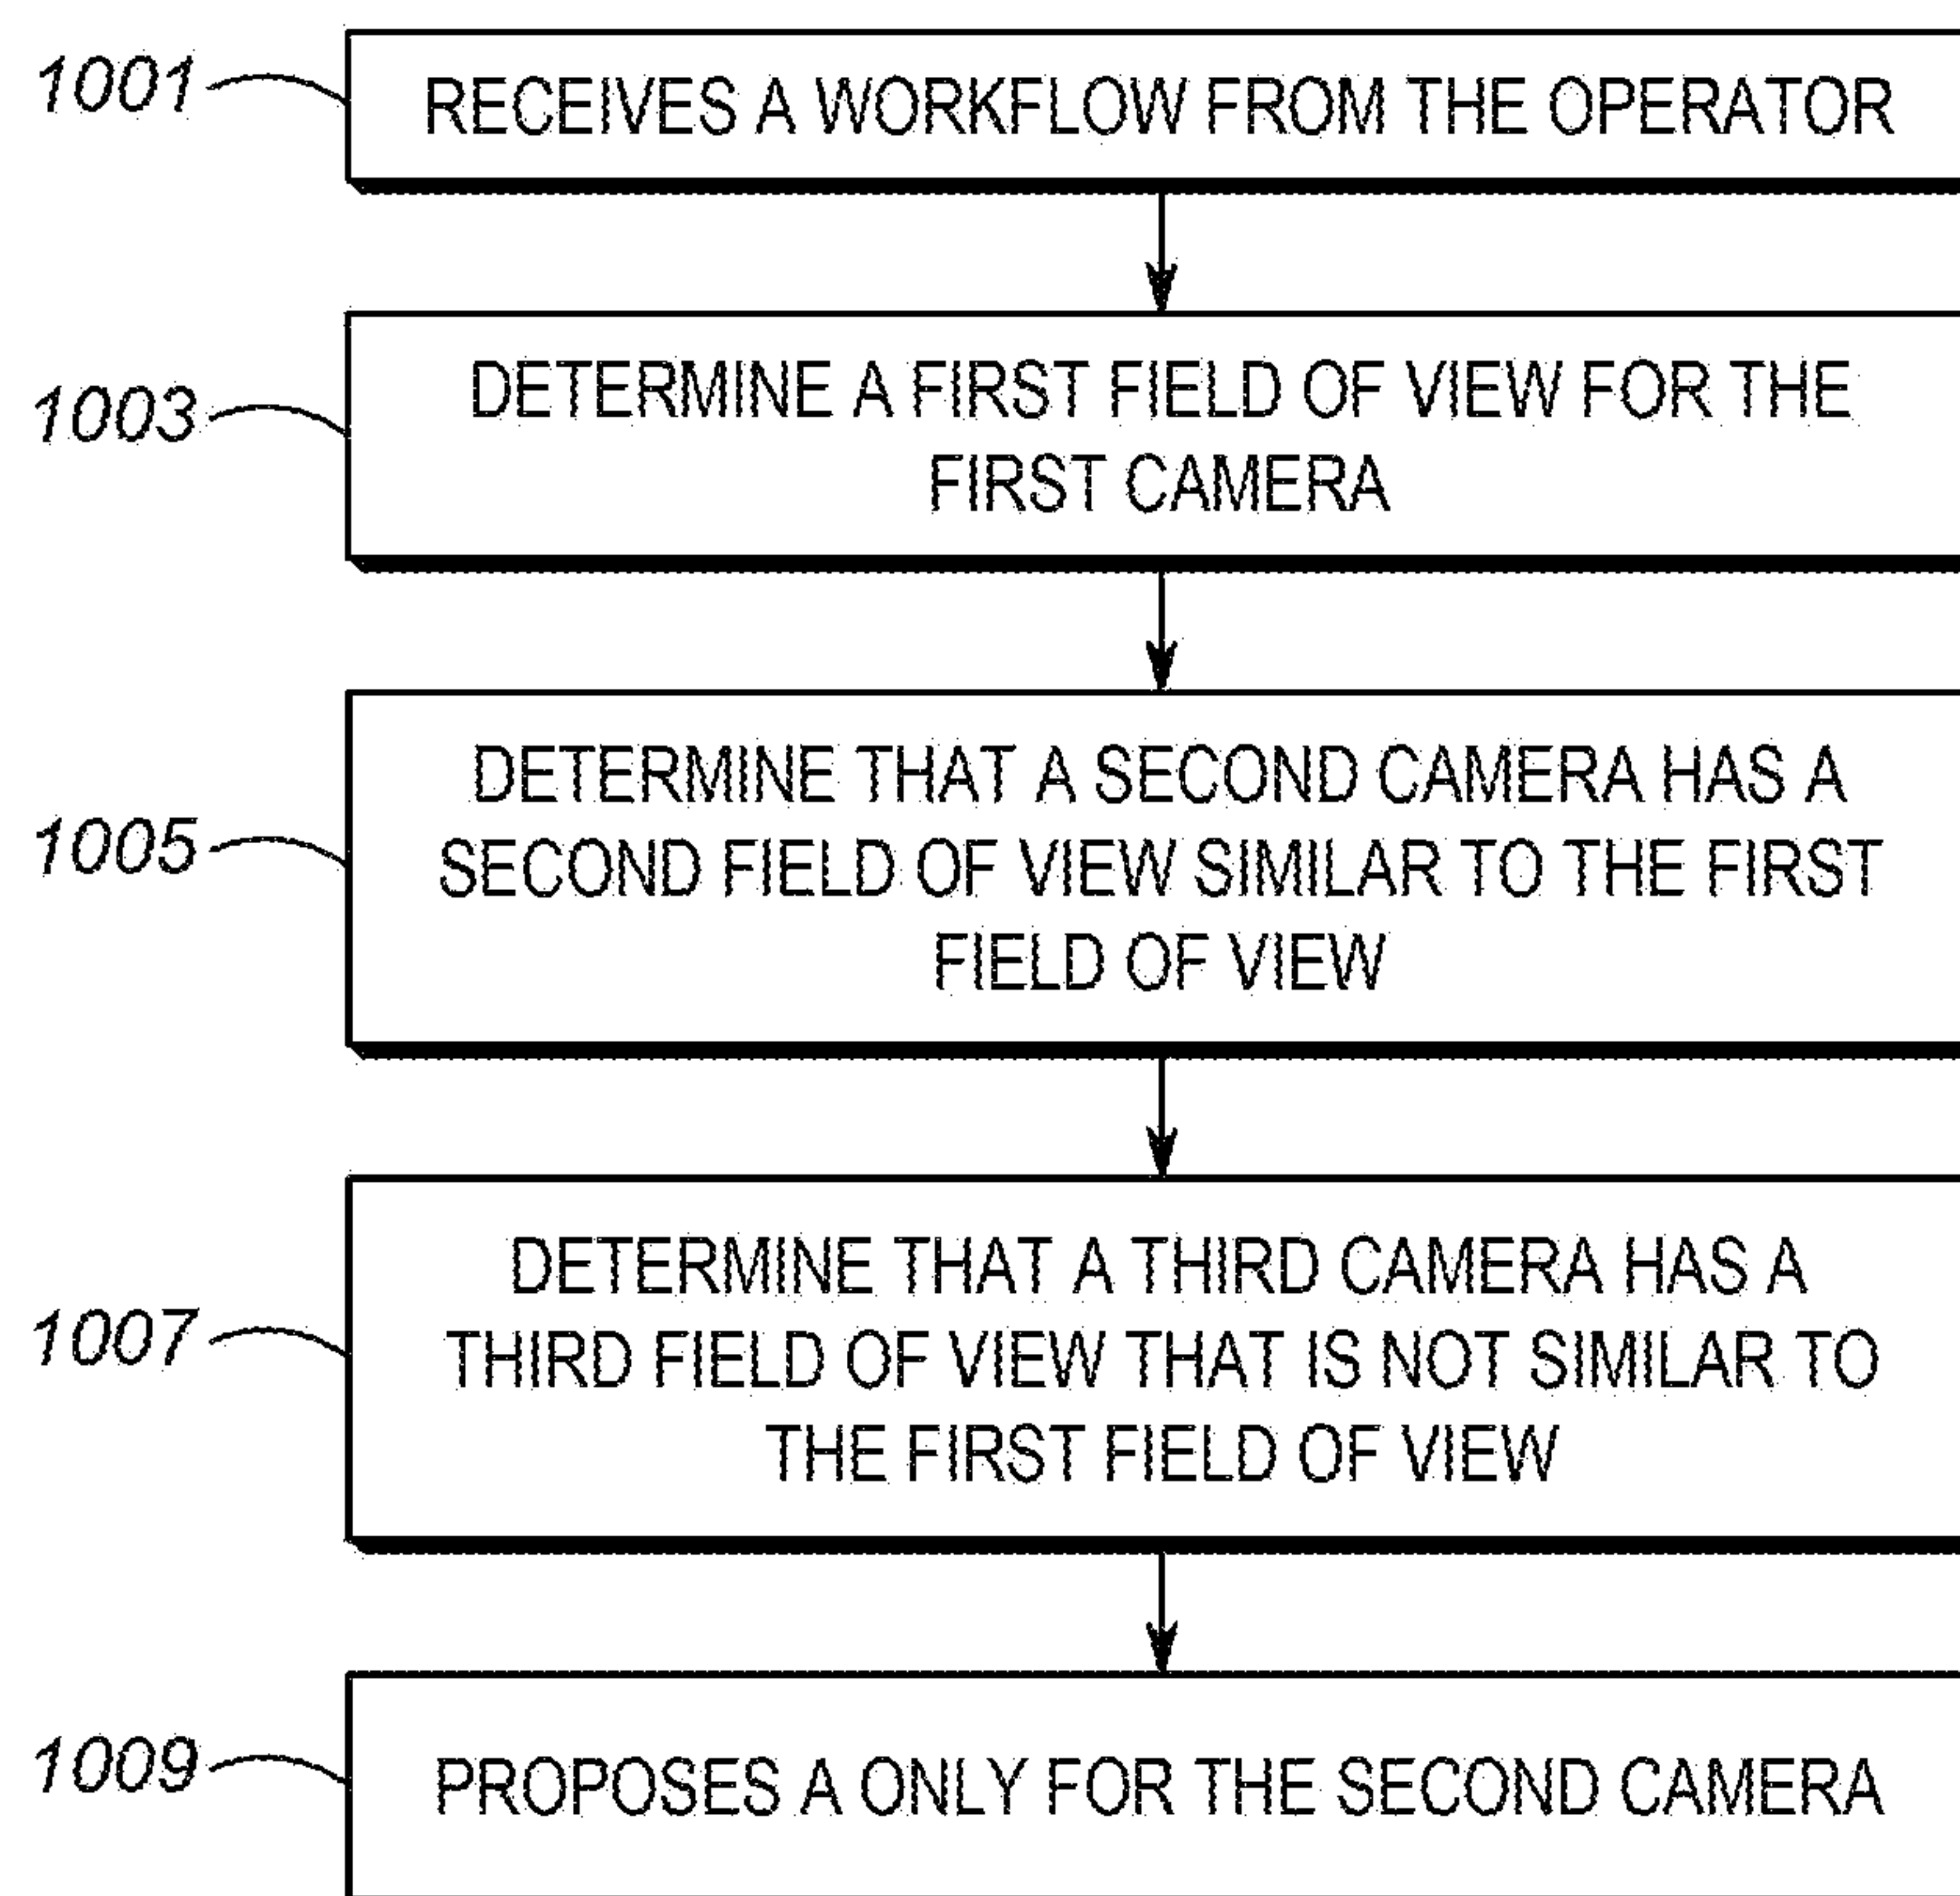 1001
RECEIVES A WORKFLOW FROM THE OPERATOR
1003
DETERMINE A FIRST FIELD OF VIEW FOR THE
FIRST CAMERA
1005
DETERMINE THAT A SECOND CAMERA HAS A
SECOND FIELD OF VIEW SIMILAR TO THE FIRST
FIELD OF VIEW
1007
DETERMINE THAT A THIRD CAMERA HAS A
THIRD FIELD OF VIEW THAT IS NOT SIMILAR TO
THE FIRST FIELD OF VIEW
1009
PROPOSES A ONLY FOR THE SECOND CAMERA